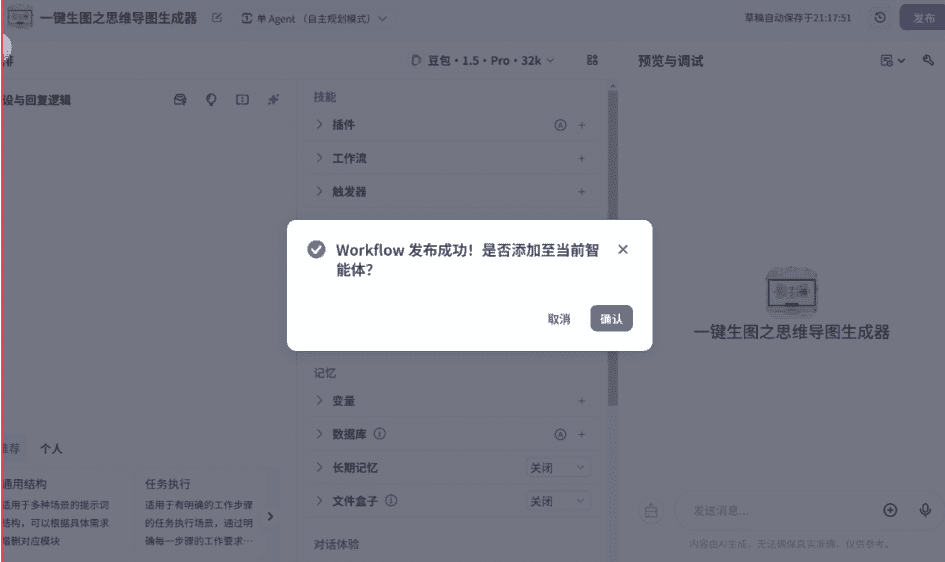 一键生图之思维导图生成器
单 Agent（自主规划模式）
草稿自动保存于21:17:51
发布
排
豆包・1.5・Pro・32k
预览与调试
设与回复逻辑
技能
插件
工作流
触发器
Workflow 发布成功！是否添加至当前智
能体？
取消
确认
一键生图之思维导图生成器
记忆
变量
数据库
长期记忆
关闭
文件盒子
关闭
对话体验
推荐
个人
通用结构
适用于多种场景的提示词
结构，可以根据具体需求
增删对应模块
任务执行
适用于有明确的工作步骤
的任务执行场景，通过明
确每一步骤的工作要求…
发送消息...
内容由AI生成，无法确保真实准确，仅供参考。